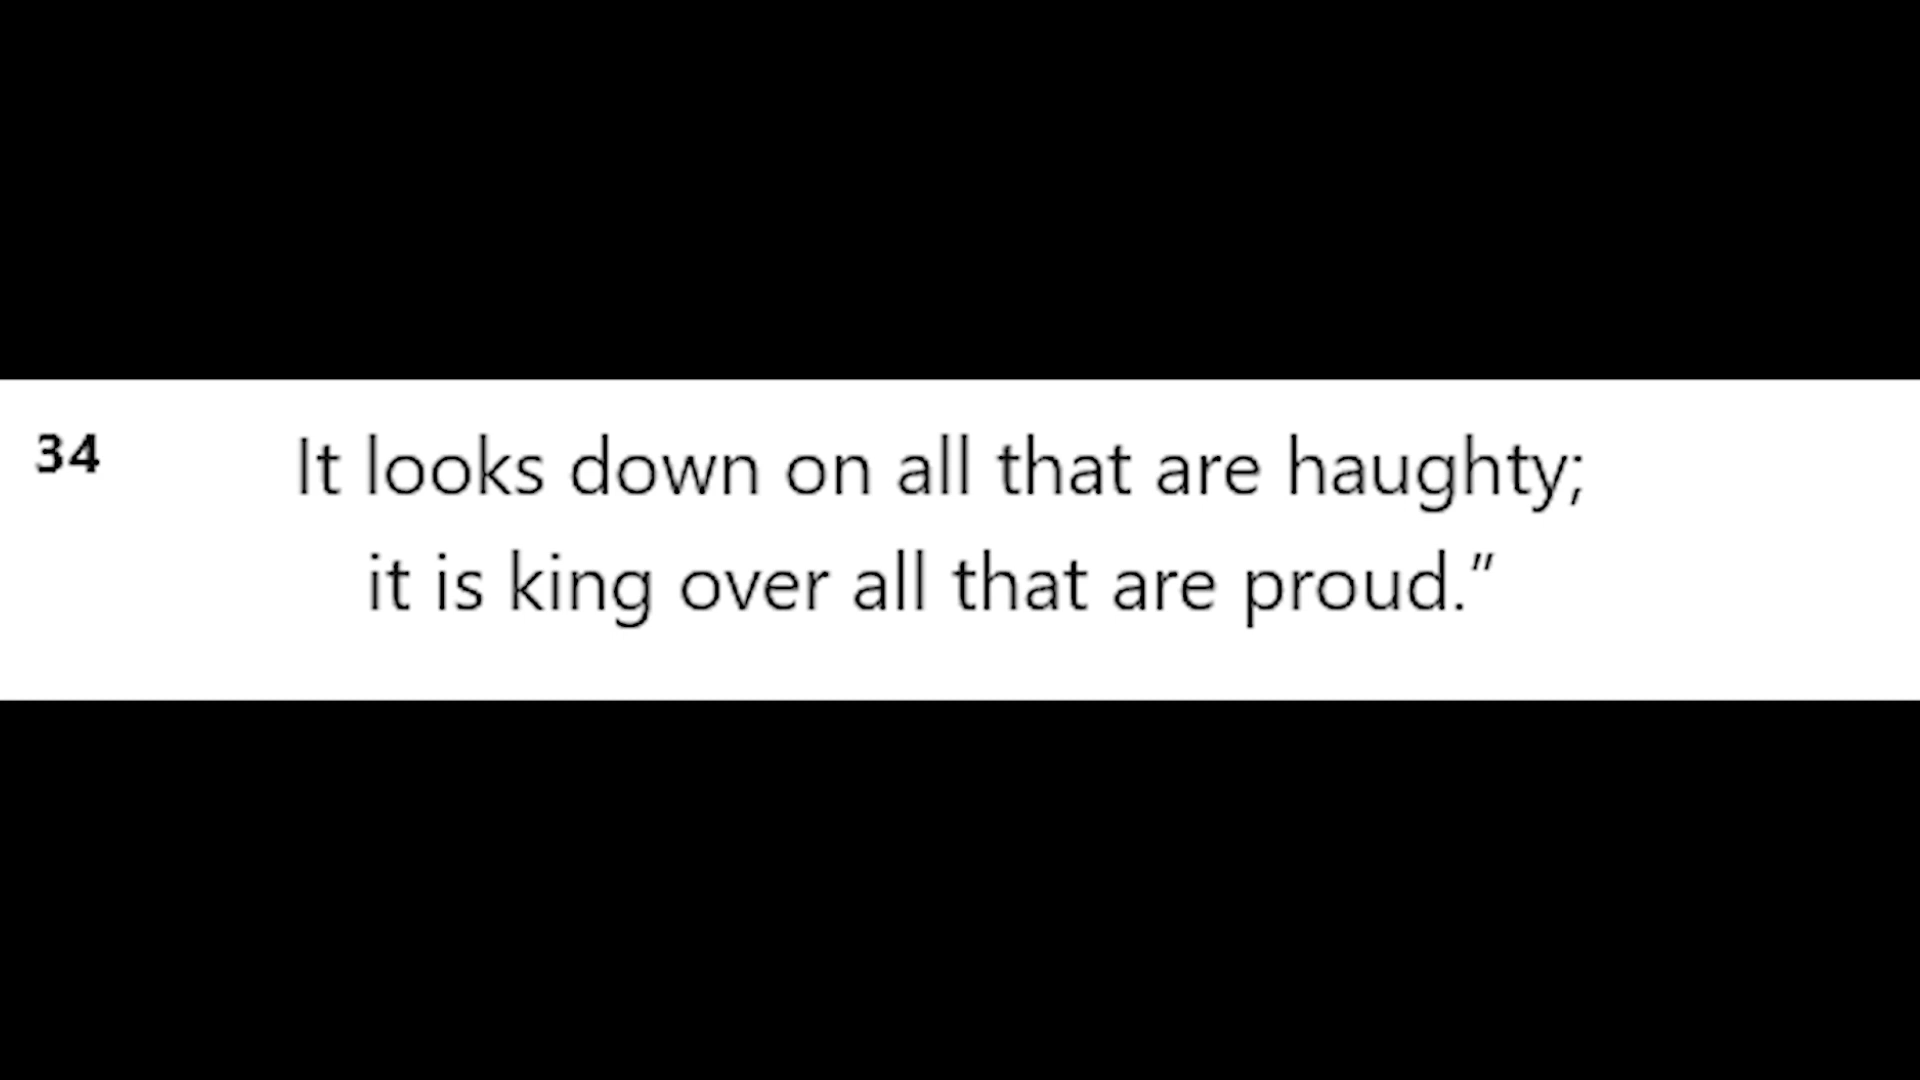 34 It looks down on all that are haughty;
it is king over all that are proud.”